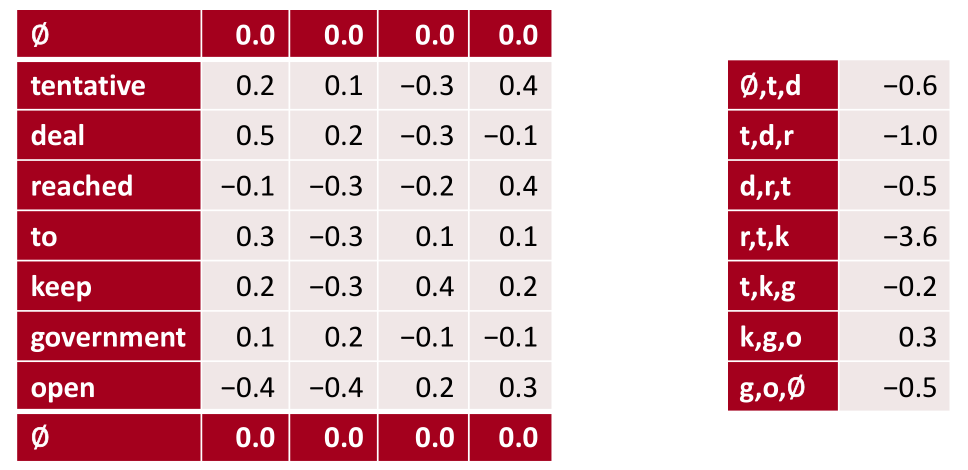 Ø 0.0 0.0 0.0 0.0
tentative 0.2 0.1 −0.3 0.4
deal 0.5 0.2 −0.3 −0.1
reached −0.1 −0.3 −0.2 0.4
to 0.3 −0.3 0.1 0.1
keep 0.2 −0.3 0.4 0.2
government 0.1 0.2 −0.1 −0.1
open −0.4 −0.4 0.2 0.3
Ø 0.0 0.0 0.0 0.0
Ø,t,d −0.6
t,d,r −1.0
d,r,t −0.5
r,t,k −3.6
t,k,g −0.2
k,g,o 0.3
g,o,Ø −0.5